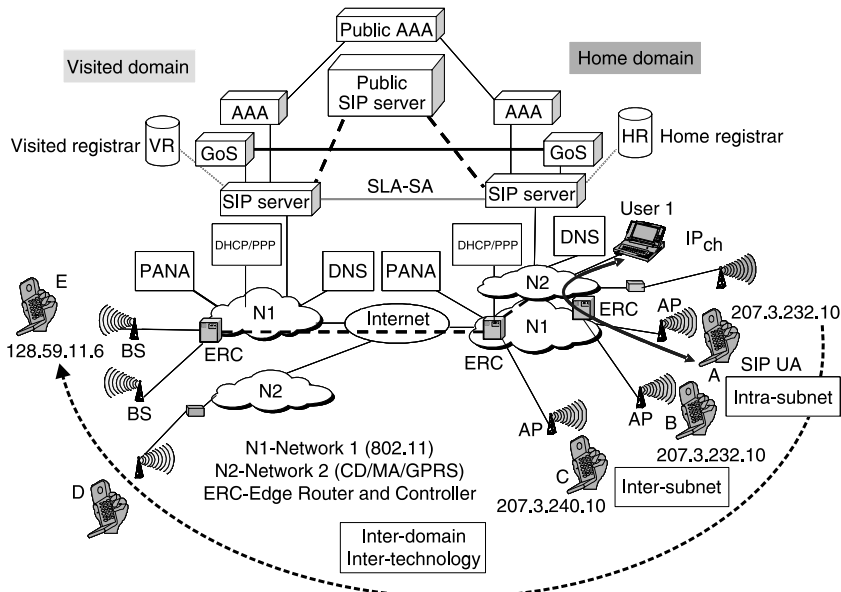 Public AAA
Visited domain
Home domain
Public
SIP server
AAA
AAA
Visited registrar
VR
HR
Home registrar
GoS
GoS
SIP server
SLA-SA
SIP server
User 1
DHCP/PPP
DHCP/PPP
DNS
IPch
PANA
DNS
PANA
N2
E
N1
Internet
N1
ERC
AP
207.3.232.10
128.59.11.6
BS
ERC
ERC
A
SIP UA
BS
N2
AP
B
Intra-subnet
AP
207.3.232.10
N1-Network 1 (802.11)
N2-Network 2 (CD/MA/GPRS)
ERC-Edge Router and Controller
D
C
207.3.240.10
Inter-subnet
Inter-domain
Inter-technology